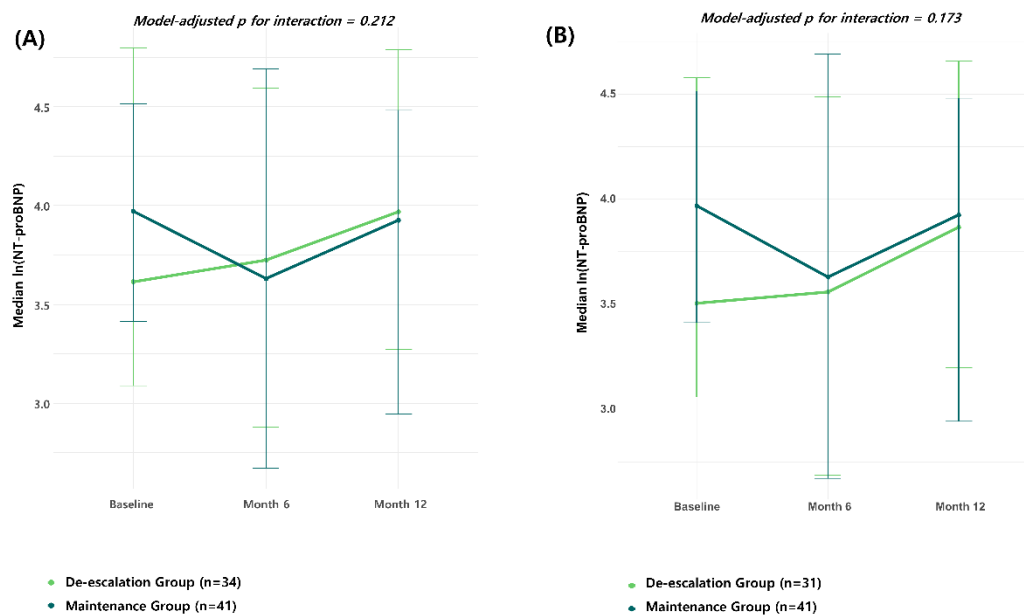 Model-adjusted p for interaction = 0.212
(A)
Median ln(NT-proBNP)
4.5
4.0
3.5
3.0
Baseline Month 6 Month 12
De-escalation Group (n=34)
Maintenance Group (n=41)
Model-adjusted p for interaction = 0.173
(B)
Median ln(NT-proBNP)
4.5
4.0
3.5
3.0
Baseline Month 6 Month 12
De-escalation Group (n=31)
Maintenance Group (n=41)